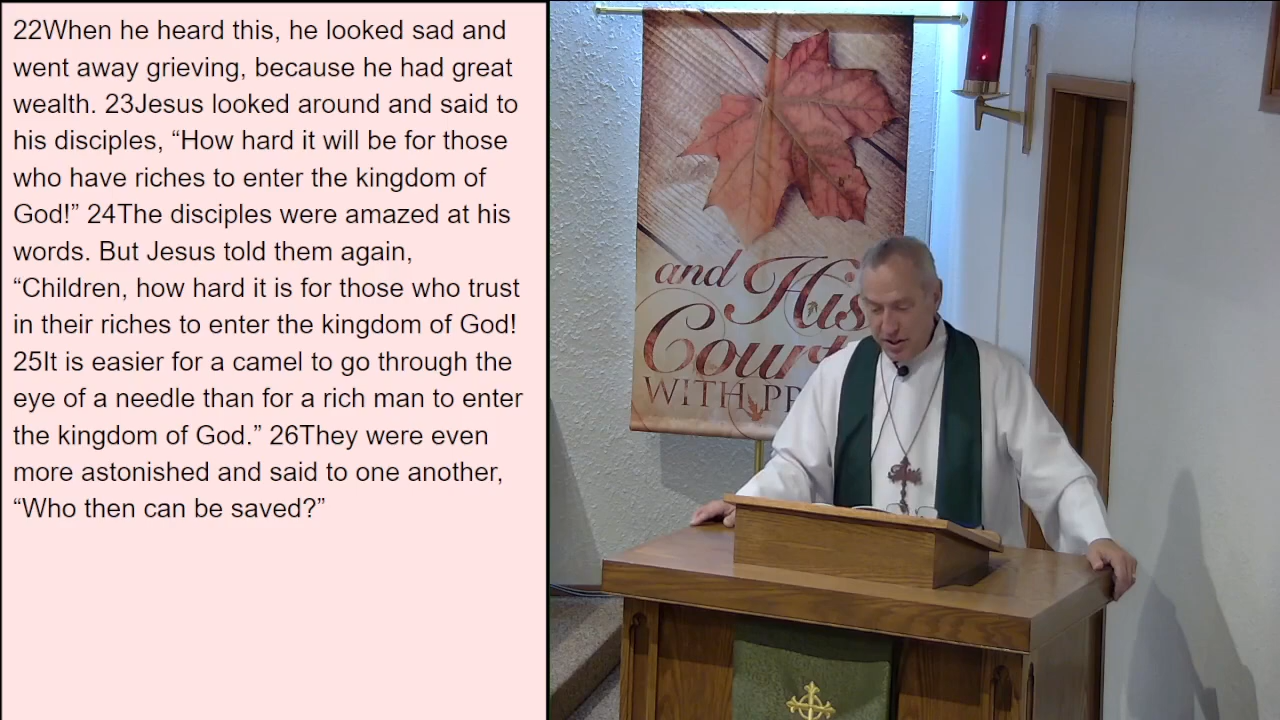 22When he heard this, he looked sad and
went away grieving, because he had great
wealth. 23Jesus looked around and said to
his disciples, “How hard it will be for those
who have riches to enter the kingdom of
God!” 24The disciples were amazed at his
words. But Jesus told them again,
“Children, how hard it is for those who trust
in their riches to enter the kingdom of God!
25It is easier for a camel to go through the
eye of a needle than for a rich man to enter
the kingdom of God.” 26They were even
more astonished and said to one another,
“Who then can be saved?”
and His
Court
WITH PR